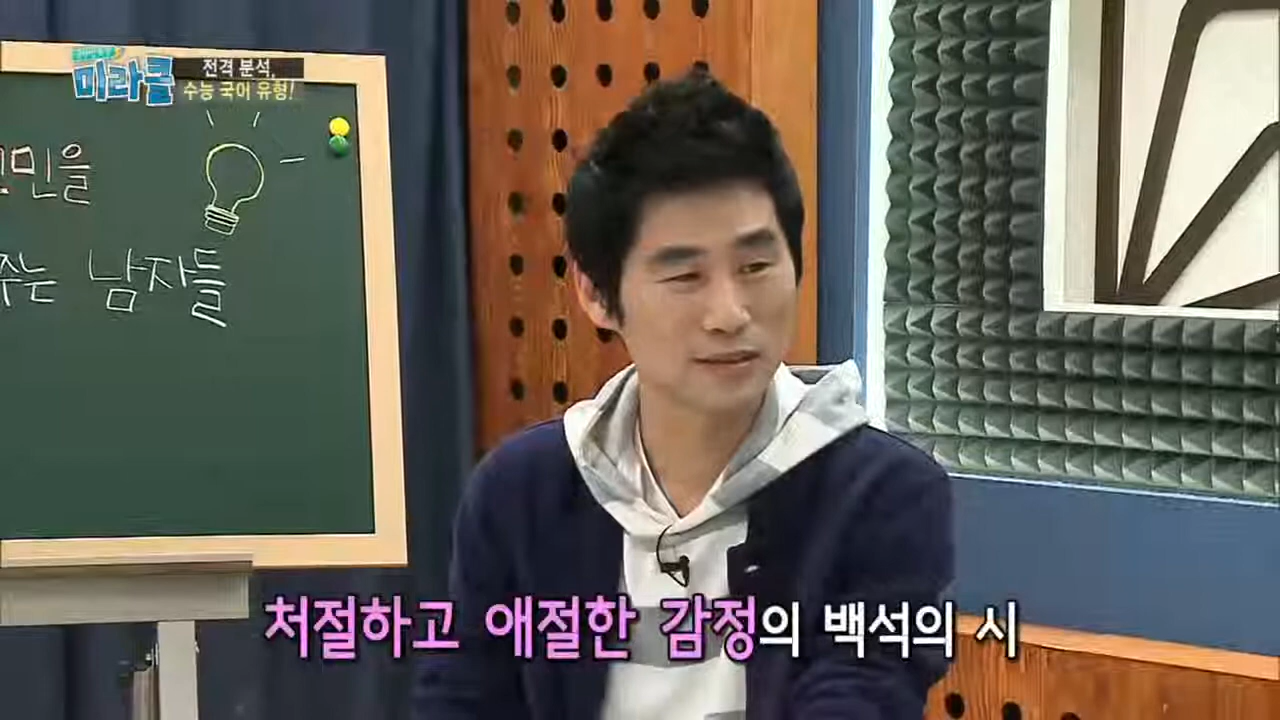 미라클
전격 분석,
수능 국어 유형!
민을
주는 남자들
처절하고 애절한 감정의 백석의 시